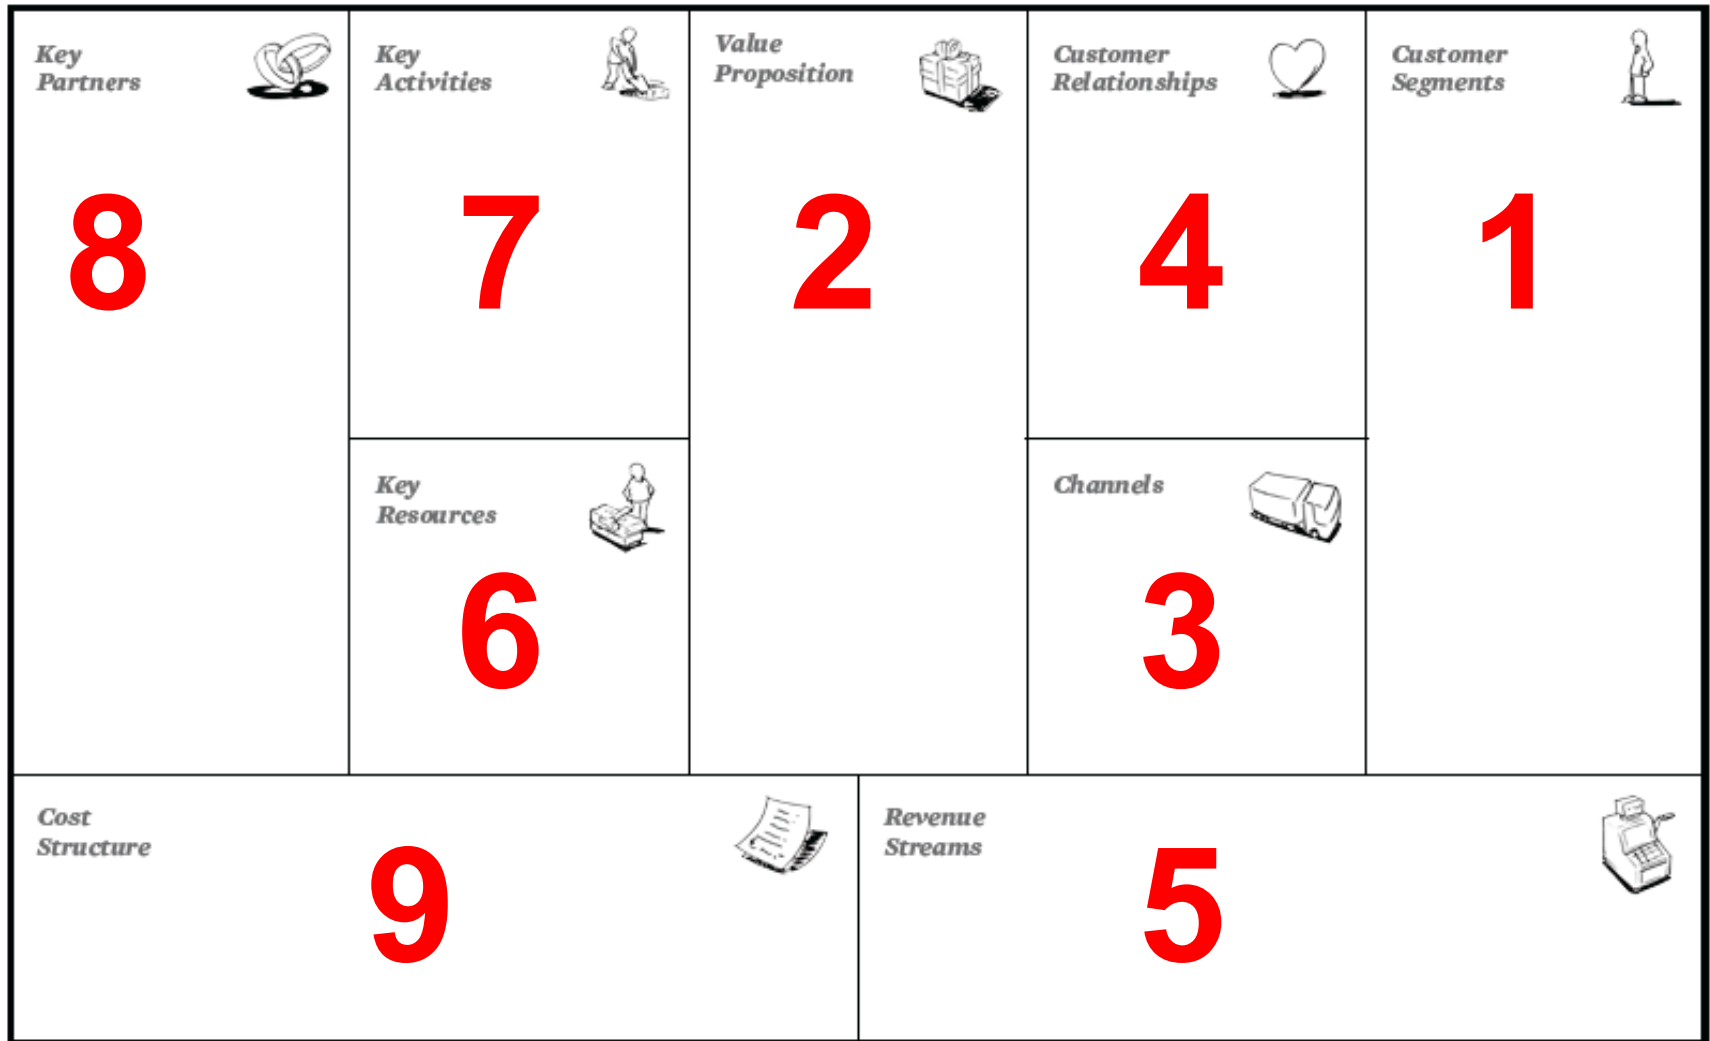 Key
Partners
8
Key
Activities
7
Key
Resources
6
Value
Proposition
2
Customer
Relationships
4
Channels
3
Customer
Segments
1
Cost
Structure
9
Revenue
Streams
5